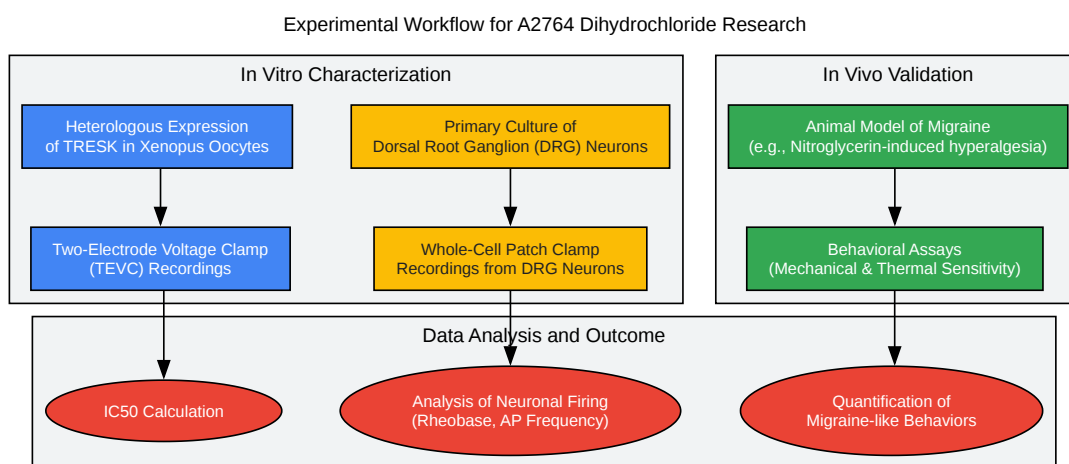 Experimental Workflow for A2764 Dihydrochloride Research
In Vitro Characterization
In Vivo Validation
Heterologous Expression
of TRESK in Xenopus Oocytes
Primary Culture of
Dorsal Root Ganglion (DRG) Neurons
Animal Model of Migraine
(e.g., Nitroglycerin-induced hyperalgesia)
Two-Electrode Voltage Clamp
(TEVC) Recordings
Whole-Cell Patch Clamp
Recordings from DRG Neurons
Behavioral Assays
(Mechanical & Thermal Sensitivity)
Data Analysis and Outcome
IC50 Calculation
Analysis of Neuronal Firing
(Rheobase, AP Frequency)
Quantification of
Migraine-like Behaviors